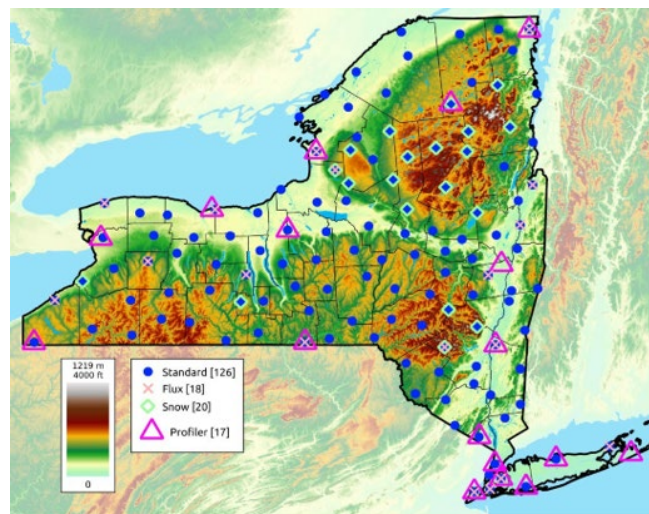 1219 m
4000 ft
0
Standard [126]
Flux [18]
Snow [20]
Profiler [17]